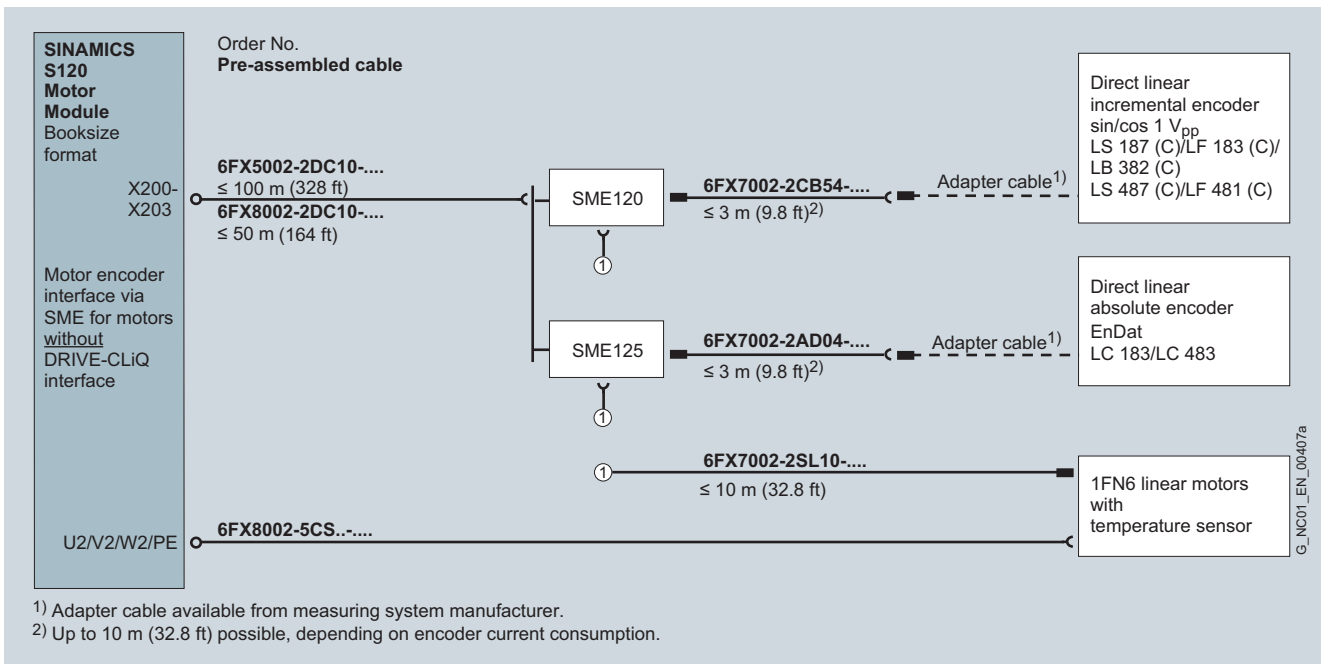 SINAMICS
S120
Motor
Module
Booksize
format
X200-
X203
Motor encoder
interface via
SME for motors
without
DRIVE-CLiQ
interface
U2/V2/W2/PE
Order No.
Pre-assembled cable
6FX5002-2DC10-....
≤ 100 m (328 ft)
6FX8002-2DC10-....
≤ 50 m (164 ft)
SME120
1
6FX7002-2CB54-....
≤ 3 m (9.8 ft)2)
Adapter cable1)
Direct linear
incremental encoder
sin/cos 1 Vpp
LS 187 (C)/LF 183 (C)/
LB 382 (C)
LS 487 (C)/LF 481 (C)
SME125
1
6FX7002-2AD04-....
≤ 3 m (9.8 ft)2)
Adapter cable1)
Direct linear
absolute encoder
EnDat
LC 183/LC 483
1
6FX7002-2SL10-....
≤ 10 m (32.8 ft)
6FX8002-5CS..-....
1FN6 linear motors
with
temperature sensor
G_NC01_EN_00407a
1) Adapter cable available from measuring system manufacturer.
2) Up to 10 m (32.8 ft) possible, depending on encoder current consumption.